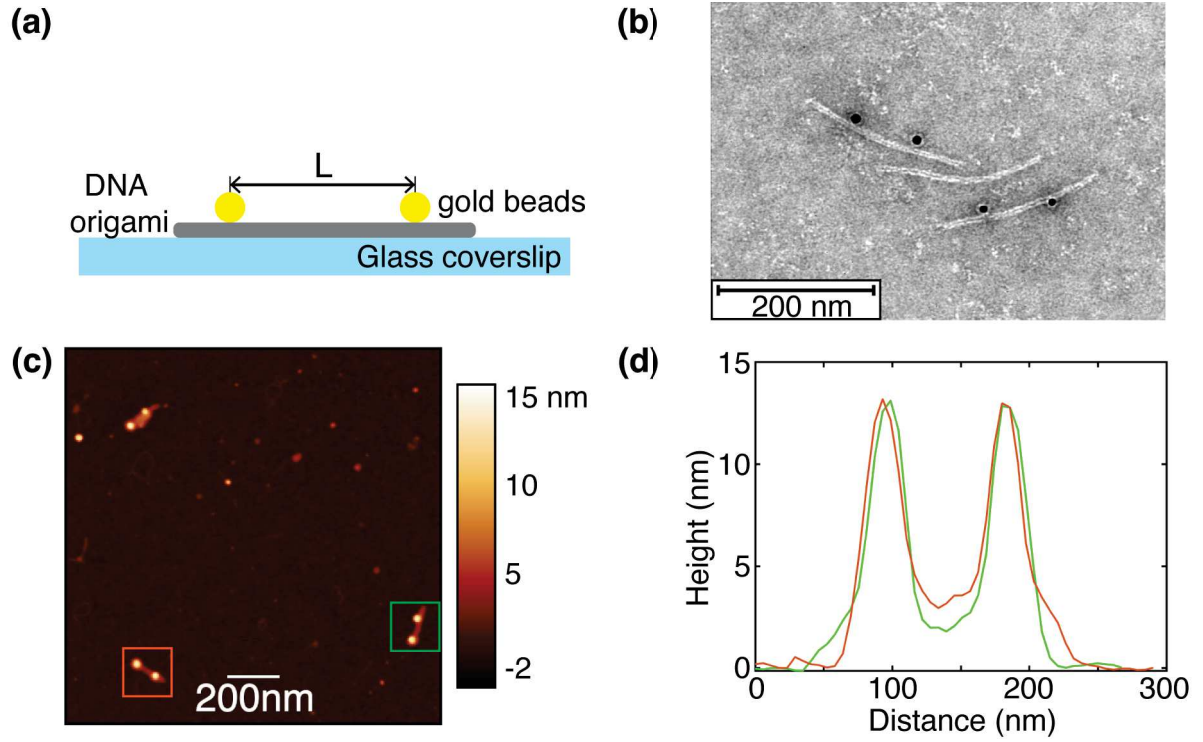 (a)
L
DNA
origami
gold beads
Glass coverslip
(b)
200 nm
(c)
200nm
15 nm
10
5
-2
(d)
15
10
5
0
Height (nm)
0
100
200
300
Distance (nm)